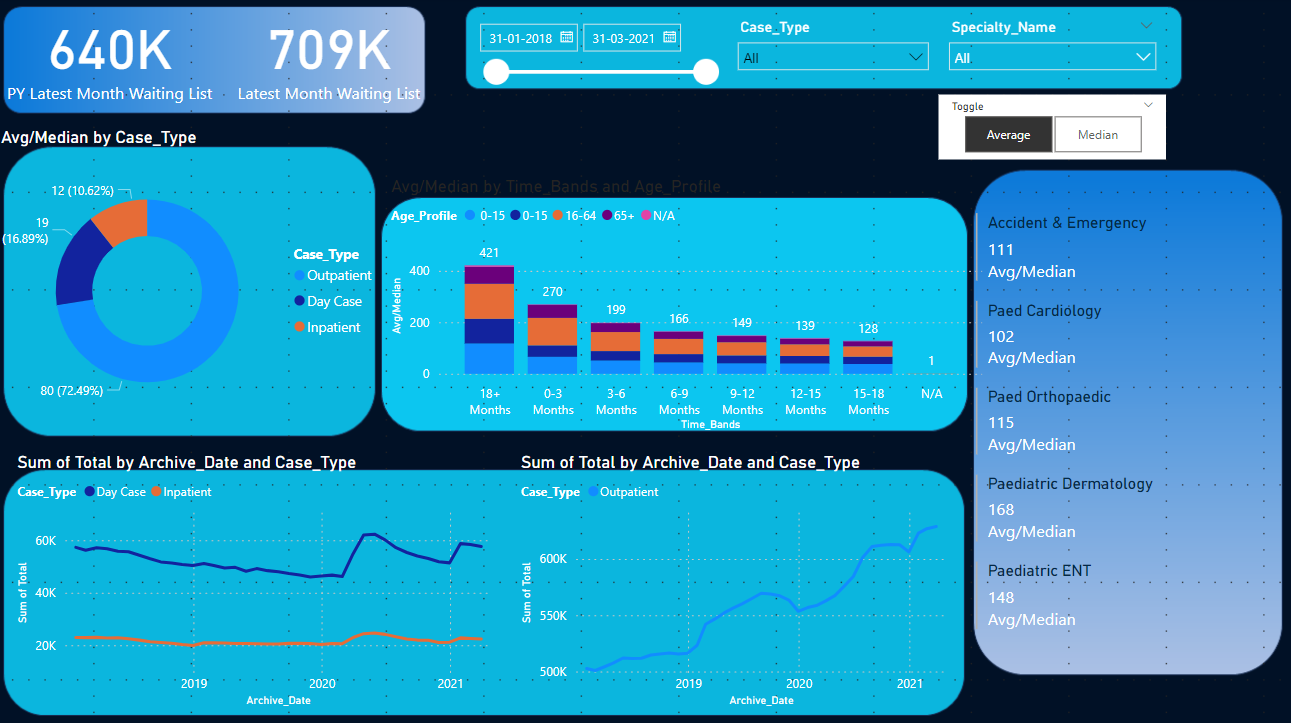 640K
709K
PY Latest Month Waiting List
Latest Month Waiting List
31-01-2018
31-03-2021
Case_Type
All
Specialty_Name
All
Toggle
Average
Median
Avg/Median by Case_Type
12 (10.62%)
19
(16.89%)
80 (72.49%)
Case_Type
Outpatient
Day Case
Inpatient
Avg/Median by Time_Bands and Age_Profile
Age_Profile 0-15 0-15 16-64 65+ N/A
Avg/Median
400
200
0
421
270
199
166
149
139
128
1
18+
Months
0-3
Months
3-6
Months
6-9
Months
9-12
Months
12-15
Months
15-18
Months
N/A
Time_Bands
Accident & Emergency
111
Avg/Median
Paed Cardiology
102
Avg/Median
Paed Orthopaedic
115
Avg/Median
Paediatric Dermatology
168
Avg/Median
Paediatric ENT
148
Avg/Median
Sum of Total by Archive_Date and Case_Type
Case_Type Day Case Inpatient
Sum of Total
60K
40K
20K
2019
2020
2021
Archive_Date
Sum of Total by Archive_Date and Case_Type
Case_Type Outpatient
Sum of Total
600K
550K
500K
2019
2020
2021
Archive_Date